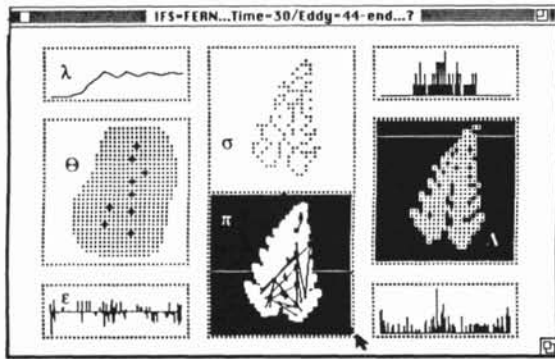 IFS=FERN...Time=30/Eddy=44-end...?
λ
σ
Θ
π
Λ
ε